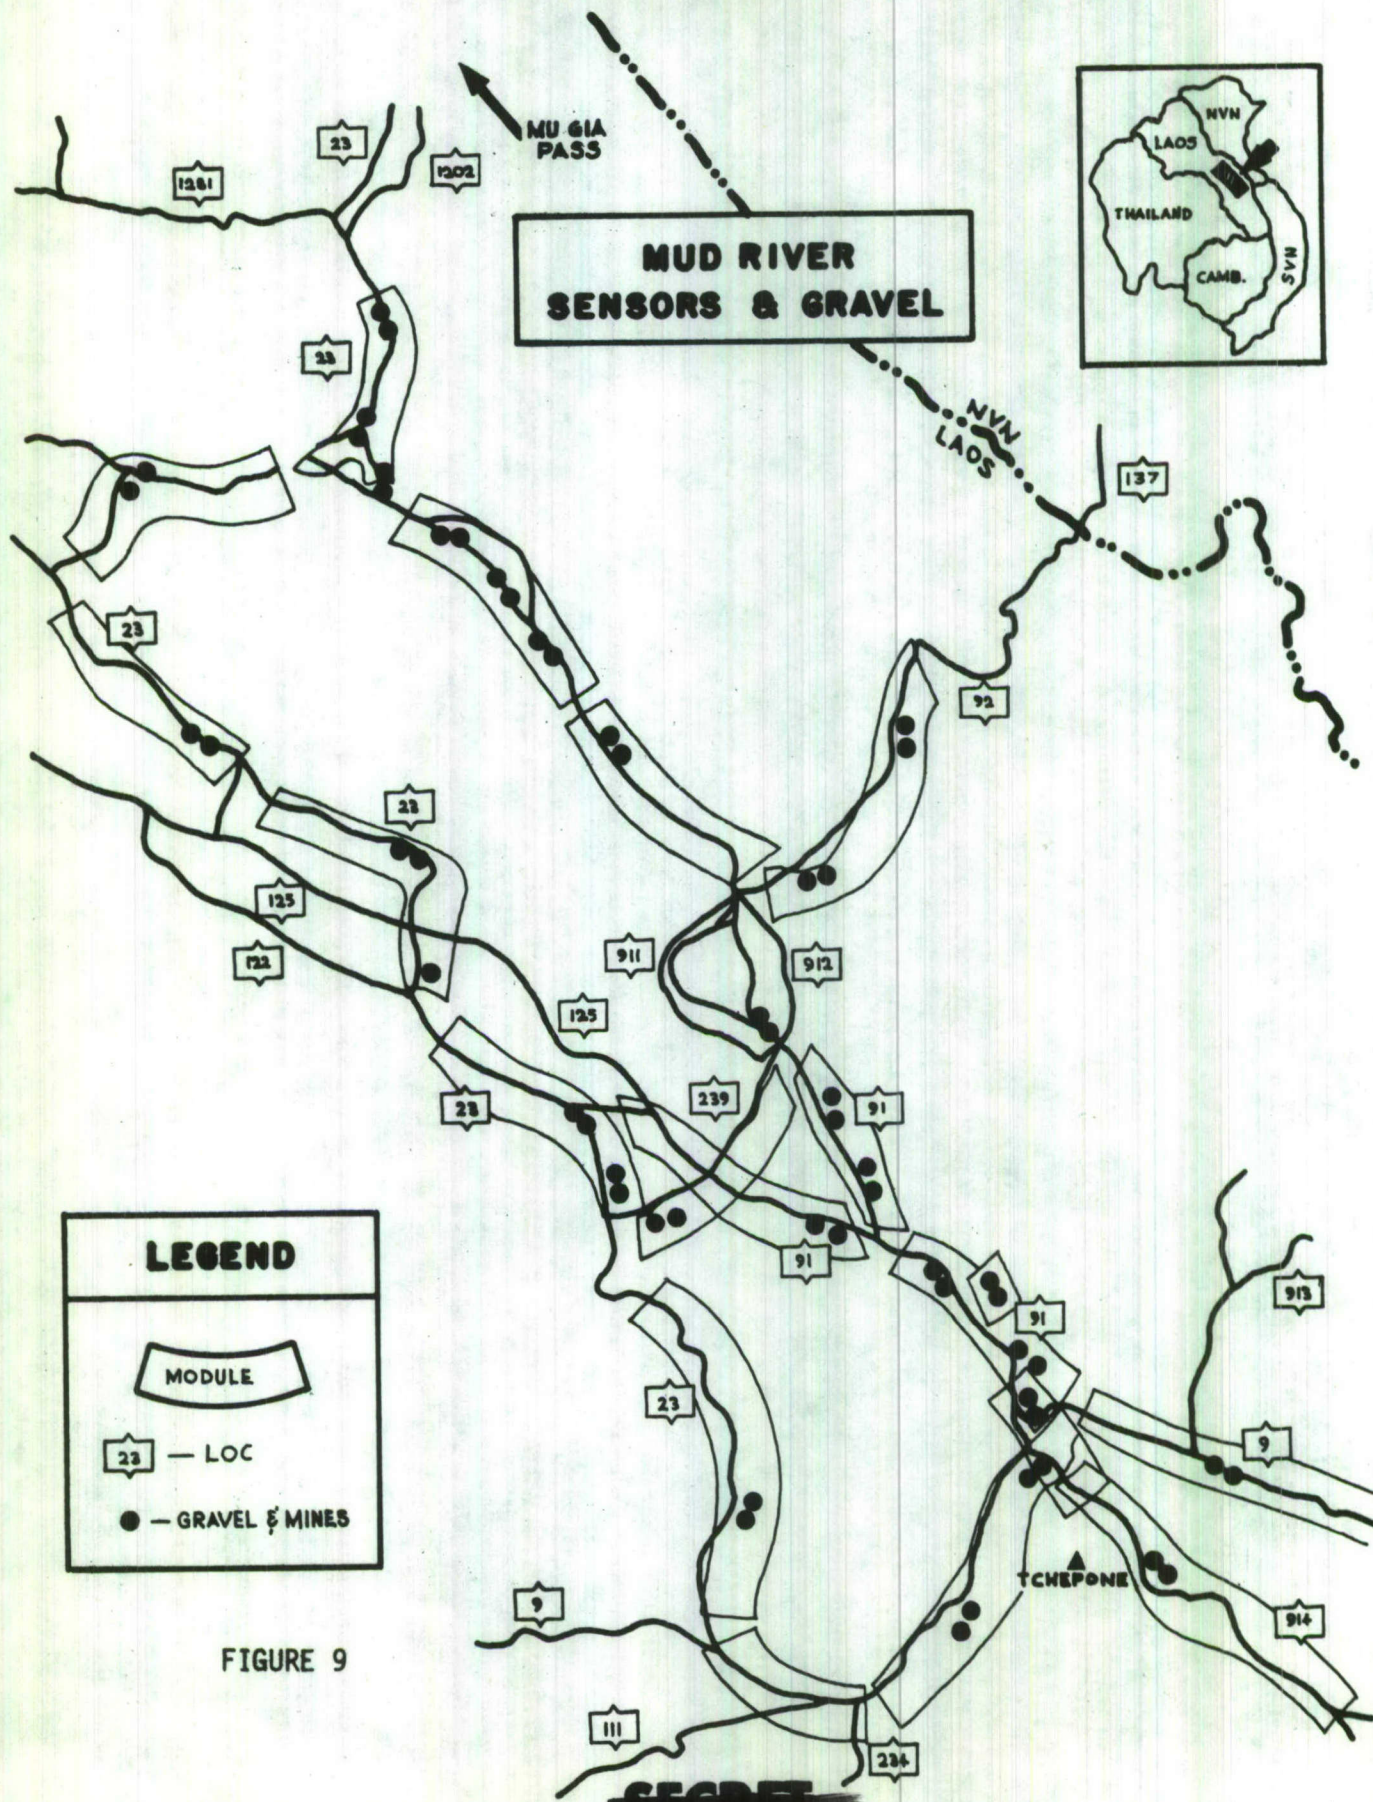 MU GIA
PASS
23
1202
1281
NVN
LAOS
THAILAND
CAMB.
SVN
MUD RIVER
SENSORS & GRAVEL
23
NVN
LAOS
137
23
92
23
125
122
911
912
125
23
239
91
91
91
913
23
9
LEGEND
MODULE
23 — LOC
● — GRAVEL & MINES
TCHEPONE
9
914
FIGURE 9
111
234
SECRET